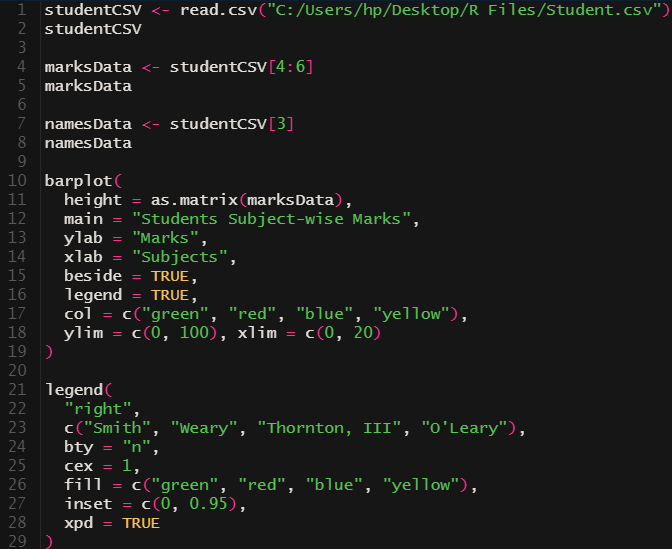 1 studentCSV <- read.csv("C:/Users/hp/Desktop/R Files/Student.csv")
2 studentCSV
3
4 marksData <- studentCSV[4:6]
5 marksData
6
7 namesData <- studentCSV[3]
8 namesData
9
10 barplot(
11   height = as.matrix(marksData),
12   main = "Students Subject-wise Marks",
13   ylab = "Marks",
14   xlab = "Subjects",
15   beside = TRUE,
16   legend = TRUE,
17   col = c("green", "red", "blue", "yellow"),
18   ylim = c(0, 100), xlim = c(0, 20)
19 )
20
21 legend(
22   "right",
23   c("Smith", "Weary", "Thornton, III", "O'Leary"),
24   bty = "n",
25   cex = 1,
26   fill = c("green", "red", "blue", "yellow"),
27   inset = c(0, 0.95),
28   xpd = TRUE
29 )